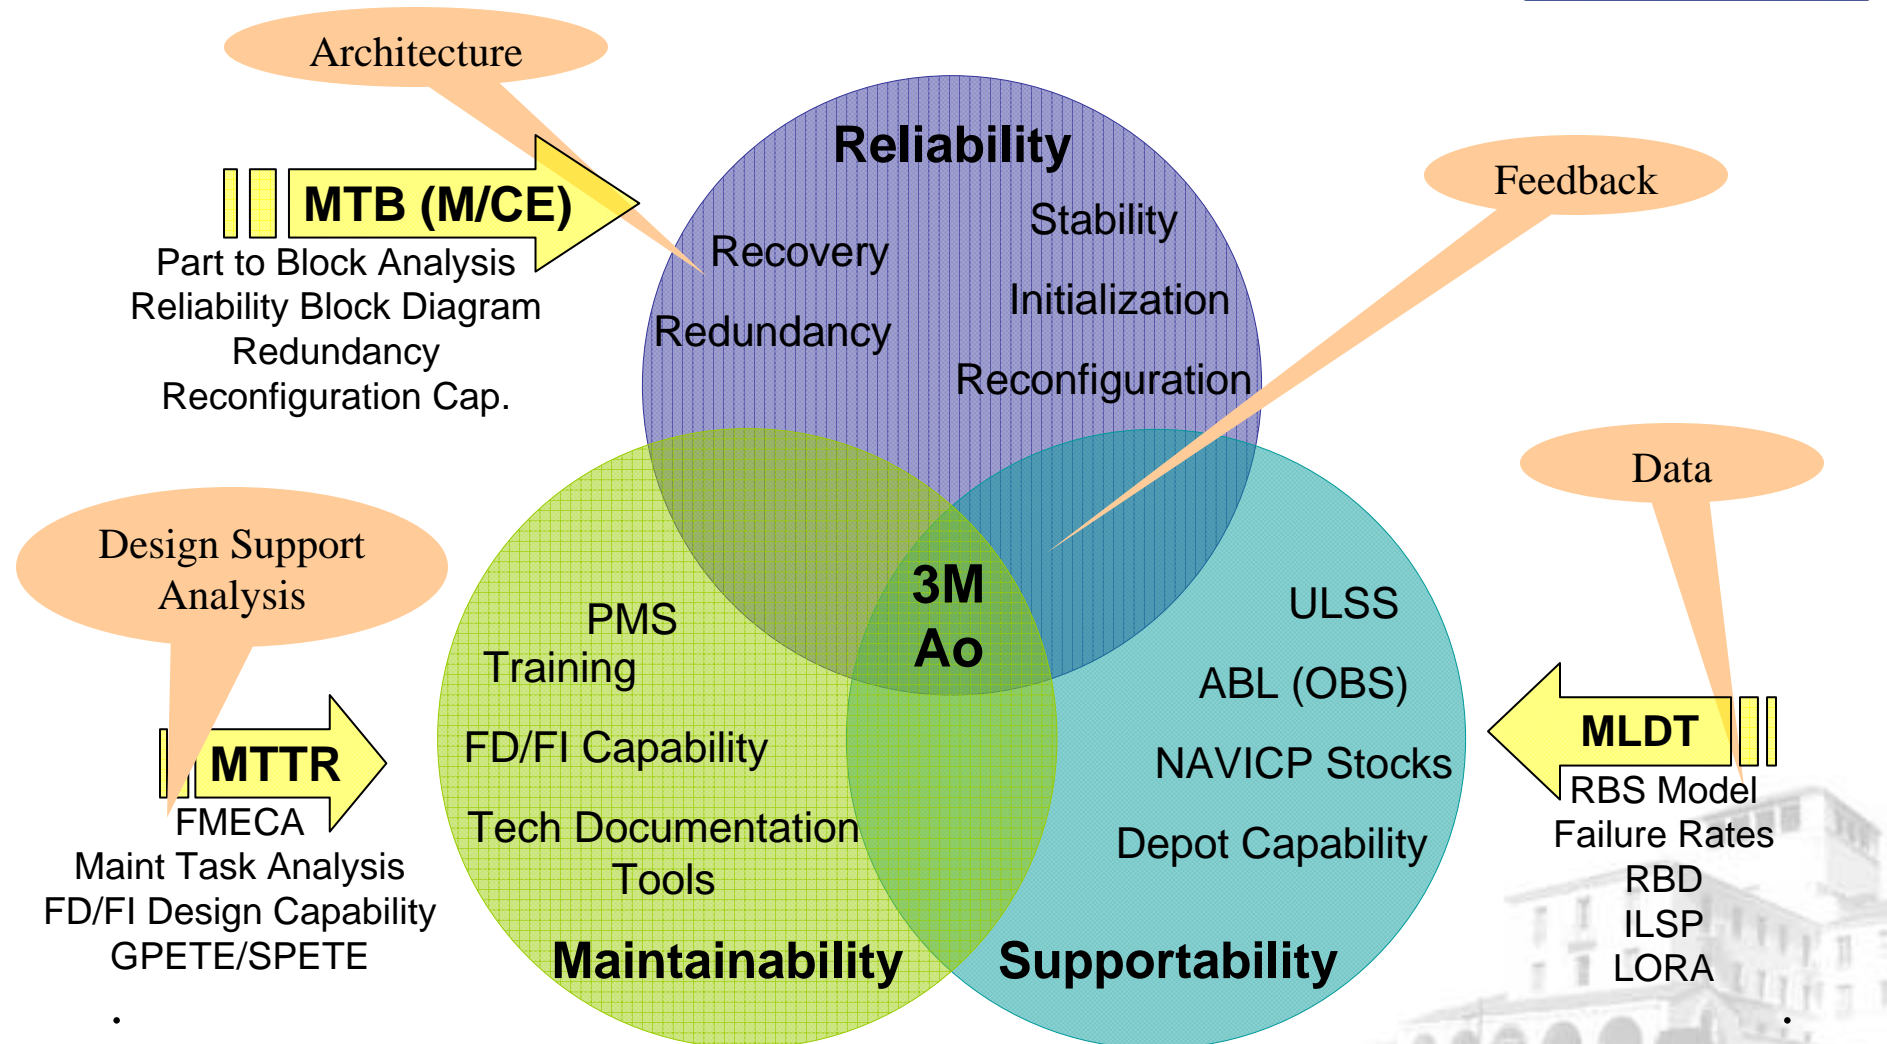 Architecture
Reliability
Feedback
MTB (M/CE)
Part to Block Analysis
Reliability Block Diagram
Redundancy
Reconfiguration Cap.
Recovery
Redundancy
Stability
Initialization
Reconfiguration
Design Support
Analysis
Data
3M
Ao
MTTR
FMECA
Maint Task Analysis
FD/FI Design Capability
GPETE/SPETE
.
PMS
Training
FD/FI Capability
Tech Documentation
Tools
Maintainability
ULSS
ABL (OBS)
NAVICP Stocks
Depot Capability
Supportability
MLDT
RBS Model
Failure Rates
RBD
ILSP
LORA
.